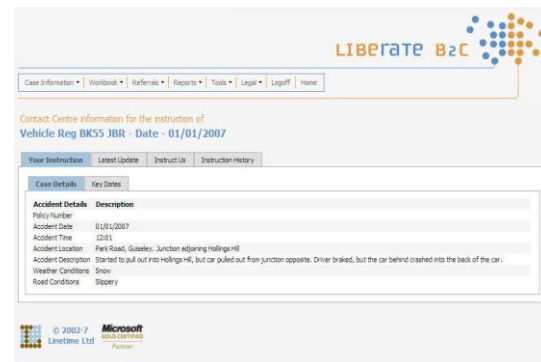 LIBERATE B2C
Case Information Workbook Referrals Reports Tools Legal Logoff Home
Contact Centre information for the instruction of
Vehicle Reg BK55 JBR - Date - 01/01/2007
Your Instruction Latest Update Instruct Us Instruction History
Case Details Key Dates
Accident Details Description
Policy Number
Accident Date 01/01/2007
Accident Time 12:01
Accident Location Park Road, Guiseley. Junction adjoining Hollings Hill
Accident Description Started to pull out into Hollings Hill, but car pulled out from junction opposite. Driver braked, but the car behind crashed into the back of the car.
Weather Conditions Snow
Road Conditions Slippery
© 2002-7
Linetime Ltd
Microsoft
GOLD CERTIFIED
Partner